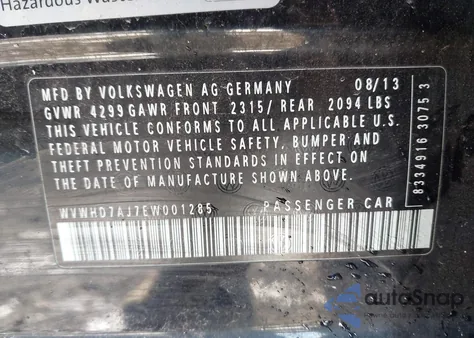 Hazardous Waste
MFD BY VOLKSWAGEN AG GERMANY 08/13
GVWR 4299 GAWR FRONT 2315/ REAR 2094 LBS
THIS VEHICLE CONFORMS TO ALL APPLICABLE U.S.
FEDERAL MOTOR VEHICLE SAFETY, BUMPER AND
THEFT PREVENTION STANDARDS IN EFFECT ON
DATE OF MANUFACTURE SHOWN ABOVE.
WVWHD7AJ7EW001285 PASSENGER CAR
8334916 3075 3
autoSnap